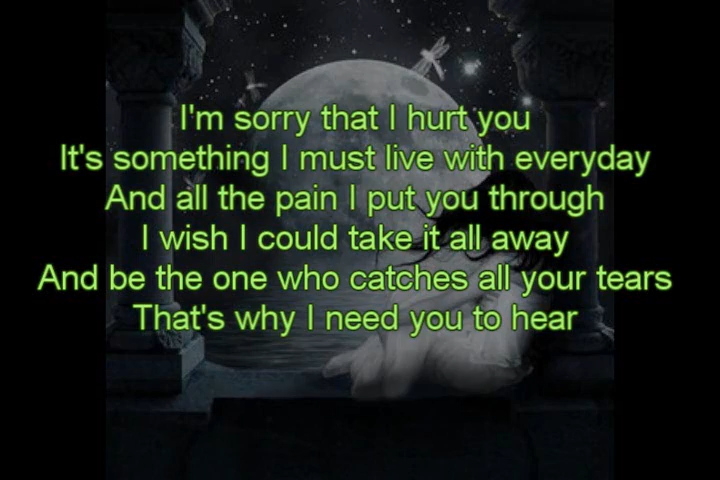 I'm sorry that I hurt you
It's something I must live with everyday
And all the pain I put you through
I wish I could take it all away
And be the one who catches all your tears
That's why I need you to hear